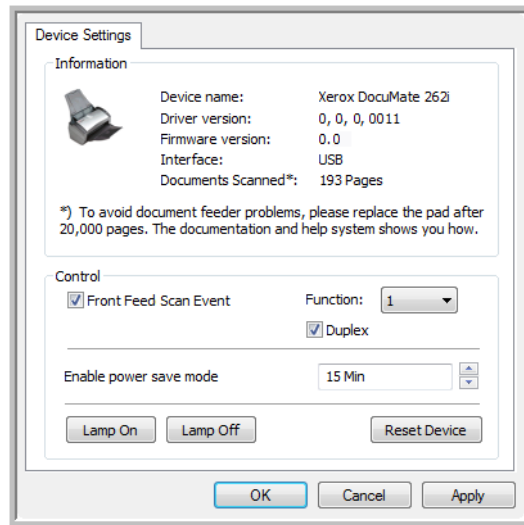 Device Settings
Information
Device name: Xerox DocuMate 262i
Driver version: 0, 0, 0, 0011
Firmware version: 0.0
Interface: USB
Documents Scanned*: 193 Pages
*) To avoid document feeder problems, please replace the pad after
20,000 pages. The documentation and help system shows you how.
Control
Front Feed Scan Event Function: 1
Duplex
Enable power save mode 15 Min
Lamp On Lamp Off Reset Device
OK Cancel Apply